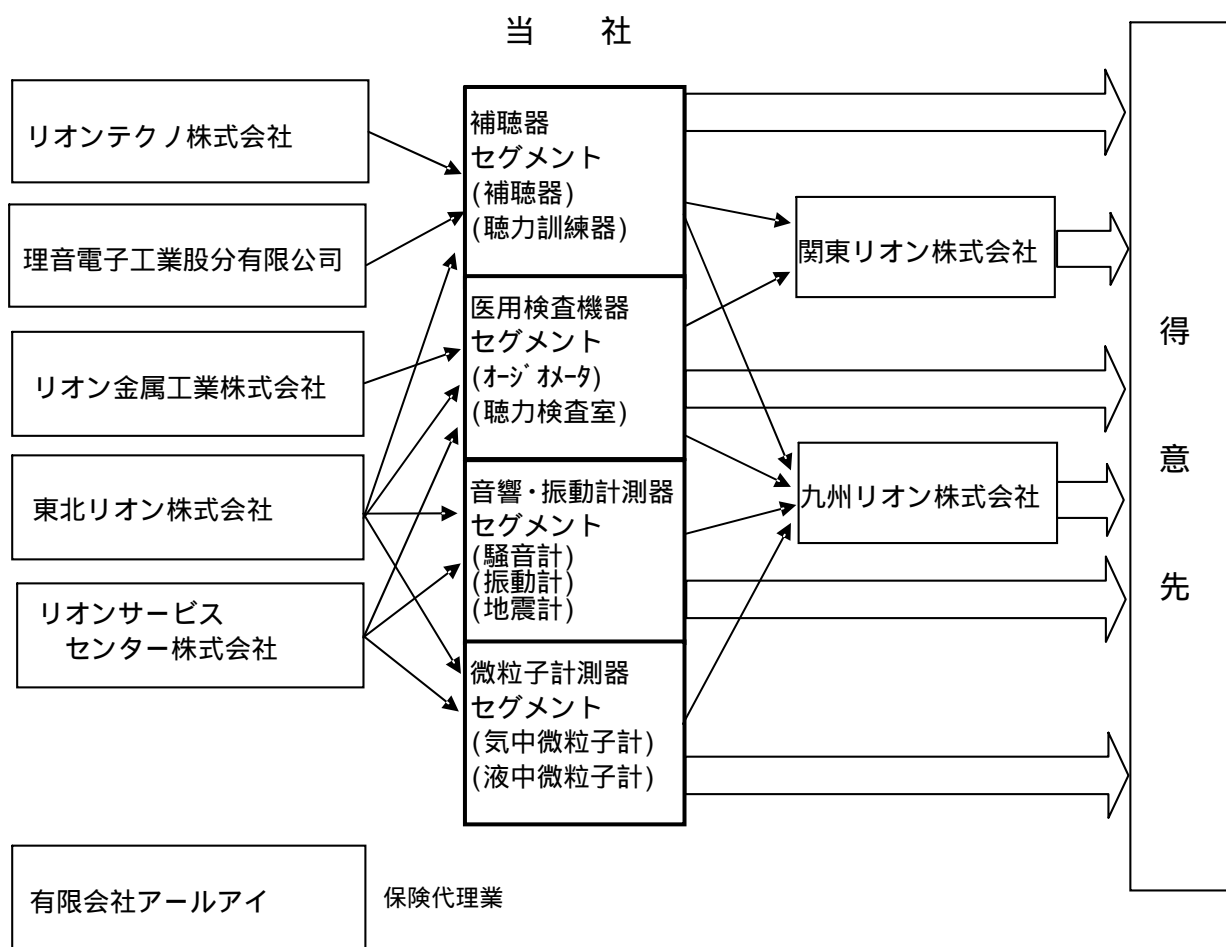 当　　社
リオンテクノ株式会社
理音電子工業股分有限公司
リオン金属工業株式会社
東北リオン株式会社
リオンサービス
センター株式会社
有限会社アールアイ
保険代理業
補聴器
セグメント
(補聴器)
(聴力訓練器)
医用検査機器
セグメント
(ｵｰｼﾞｵﾒｰﾀ)
(聴力検査室)
音響・振動計測器
セグメント
(騒音計)
(振動計)
(地震計)
微粒子計測器
セグメント
(気中微粒子計)
(液中微粒子計)
関東リオン株式会社
九州リオン株式会社
得意先